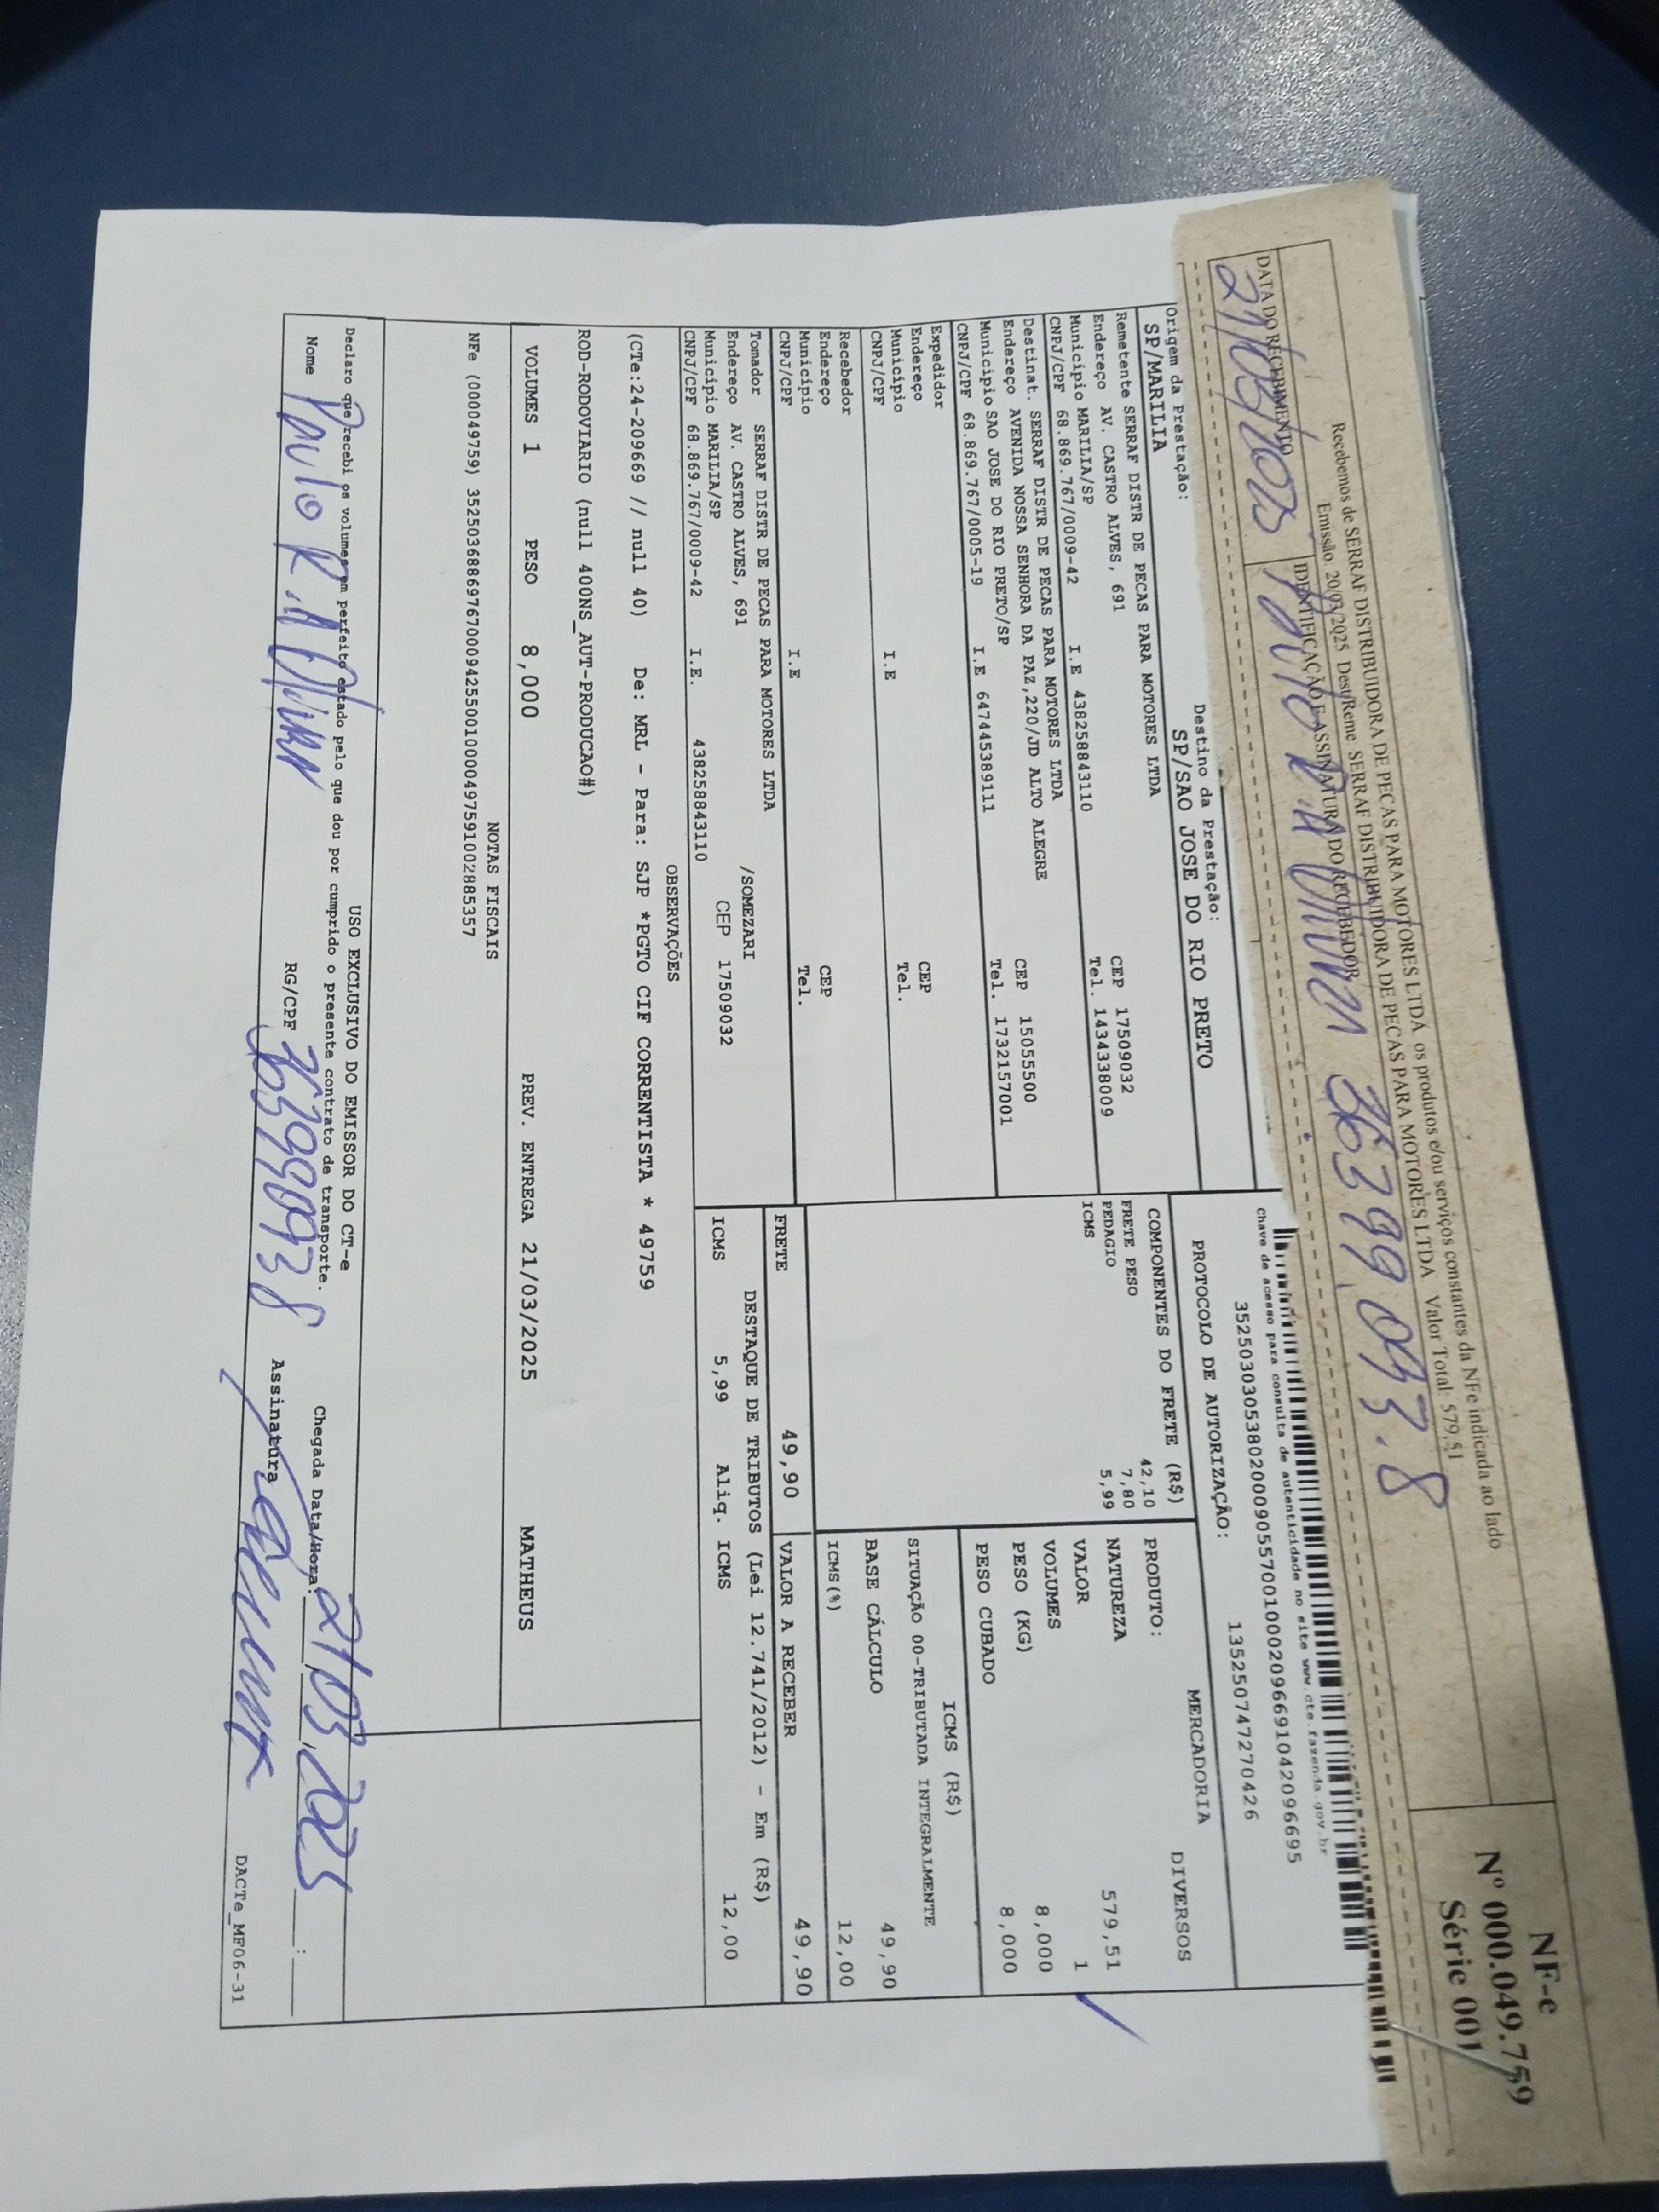 Recebemos de SERRAF DISTRIBUIDORA DE PECAS PARA MOTORES LTDA os produtos e/ou serviços constantes da NFe indicada ao lado
Emissão 20/03/2025 Dest/Reme: SERRAF DISTRIBUIDORA DE PECAS PARA MOTORES LTDA Valor Total: 579,51
DATA DO RECEBIMENTO
IDENTIFICAÇÃO E ASSINATURA DO RECEBEDOR
21/03/2025 Paulo R.A
NF-e
Nº 000.049.759
Série 001
Chave de acesso para consulta de autenticidade no site www.cte.fazenda.gov.br
PROTOCOLO DE AUTORIZAÇÃO:
135250747270426
Origem da Prestação:
SP/MARILIA
Destino da Prestação:
SP/SAO JOSE DO RIO PRETO
Remetente SERRAF DISTR DE PECAS PARA MOTORES LTDA
Endereço AV. CASTRO ALVES, 691 CEP 17509032
Município MARILIA/SP Tel. 1434338009
CNPJ/CPF 68.869.767/0009-42 I.E 438258843110
Destinat. SERRAF DISTR DE PECAS PARA MOTORES LTDA
Endereço AVENIDA NOSSA SENHORA DA PAZ,220/JD ALTO ALEGRE CEP 15055500
Município SAO JOSE DO RIO PRETO/SP Tel. 1732157001
CNPJ/CPF 68.869.767/0005-19 I.E 647445389111
Expedidor
Endereço CEP
Município Tel.
CNPJ/CPF I.E
Recebedor
Endereço CEP
Município Tel.
CNPJ/CPF I.E
Tomador SERRAF DISTR DE PECAS PARA MOTORES LTDA
Endereço AV. CASTRO ALVES, 691 /SOMEZARI
Município MARILIA/SP CEP 17509032
CNPJ/CPF 68.869.767/0009-42 I.E. 438258843110
COMPONENTES DO FRETE (R$)
FRETE PESO 42,10
PEDAGIO 7,80
ICMS 5,99
MERCADORIA
PRODUTO: DIVERSOS
NATUREZA
VALOR 579,51
VOLUMES 1
PESO (KG) 8,000
PESO CUBADO 8,000
ICMS (R$)
SITUAÇÃO 00-TRIBUTADA INTEGRALMENTE
BASE CÁLCULO 49,90
ICMS(%) 12,00
FRETE 49,90 VALOR A RECEBER 49,90
DESTAQUE DE TRIBUTOS (Lei 12.741/2012) - Em (R$)
ICMS 5,99 Aliq. ICMS 12,00
OBSERVAÇÕES
(CTe:24-209669 // null 40) De: MRL - Para: SJP *PGTO CIF CORRENTISTA * 49759
ROD-RODOVIARIO (null 400NS_AUT-PRODUCAO#)
VOLUMES 1 PESO 8,000 PREV. ENTREGA 21/03/2025 MATHEUS
NOTAS FISCAIS
NFe (000049759) 35250368869767000942550010000497591002885357
USO EXCLUSIVO DO EMISSOR DO CT-e
Declaro que recebi os volumes em perfeito estado pelo que dou por cumprido o presente contrato de transporte.
Chegada Data/Hora: 21/03/2025
Nome Paulo R.A
RG/CPF
Assinatura
DACTe_MF06-31